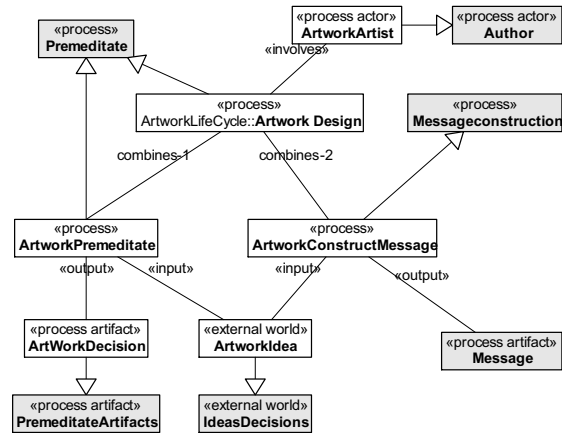 «process actor»
ArtworkArtist
«process actor»
Author
«process»
Premeditate
«involves»
«process»
ArtworkLifeCycle::Artwork Design
«process»
Messageconstruction
combines-1
combines-2
«process»
ArtworkPremeditate
«process»
ArtworkConstructMessage
«output»
«input»
«input»
«output»
«process artifact»
ArtWorkDecision
«external world»
ArtworkIdea
«process artifact»
Message
«process artifact»
PremeditateArtifacts
«external world»
IdeasDecisions